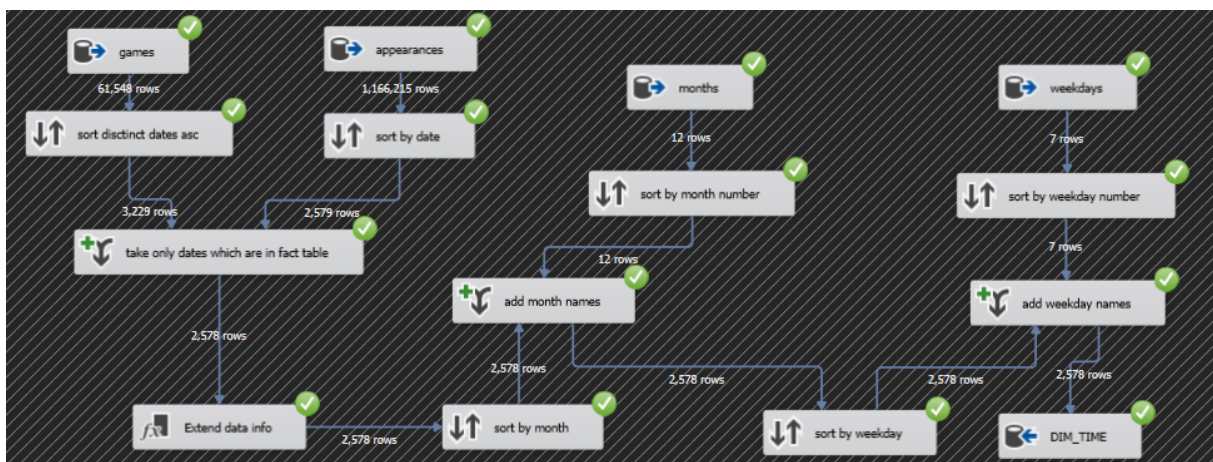 games
appearances
months
weekdays
61,548 rows
1,166,215 rows
12 rows
7 rows
sort disctinct dates asc
sort by date
sort by month number
sort by weekday number
3,229 rows
2,579 rows
12 rows
7 rows
take only dates which are in fact table
add month names
add weekday names
2,578 rows
2,578 rows
2,578 rows
2,578 rows
2,578 rows
Extend data info
2,578 rows
sort by month
sort by weekday
DIM_TIME